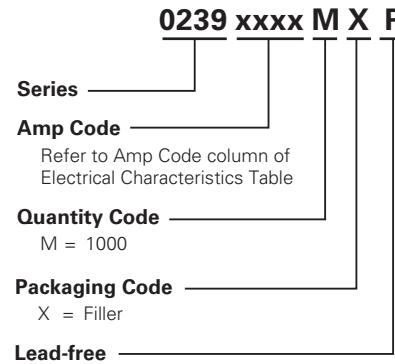 0239 xxxx M X P
Series
Amp Code
Refer to Amp Code column of
Electrical Characteristics Table
Quantity Code
M = 1000
Packaging Code
X = Filler
Lead-free